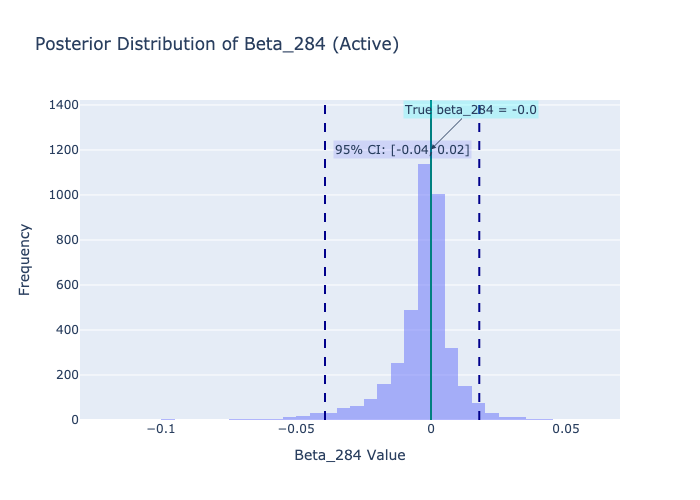 Posterior Distribution of Beta_284 (Active)
1400
True beta_284 = -0.0
1200
95% CI: [-0.04, 0.02]
1000
800
600
400
200
0
Frequency
−0.1
−0.05
0
0.05
Beta_284 Value